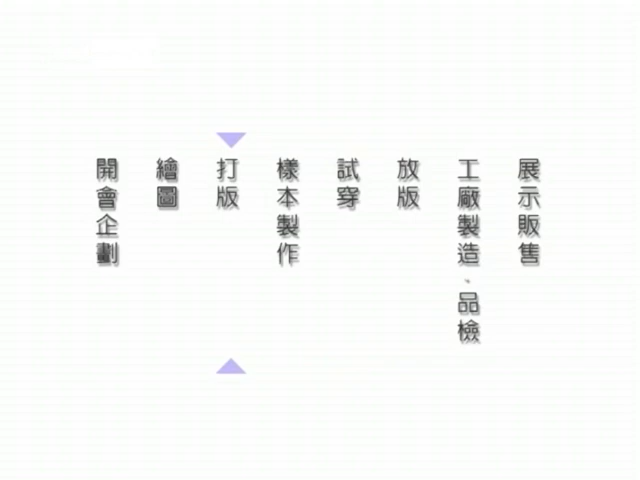 開會企劃
繪圖
打版
樣本製作
試穿
放版
工廠製造、品檢
展示販售